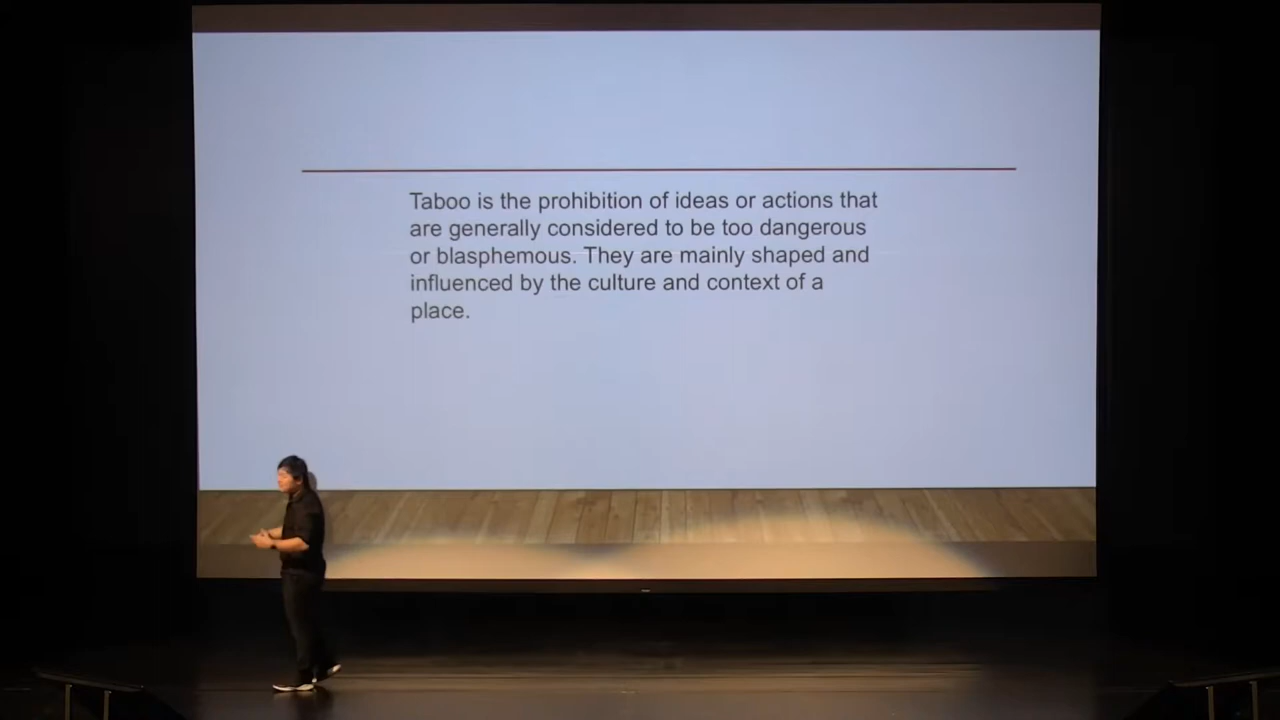 Taboo is the prohibition of ideas or actions that
are generally considered to be too dangerous
or blasphemous. They are mainly shaped and
influenced by the culture and context of a
place.